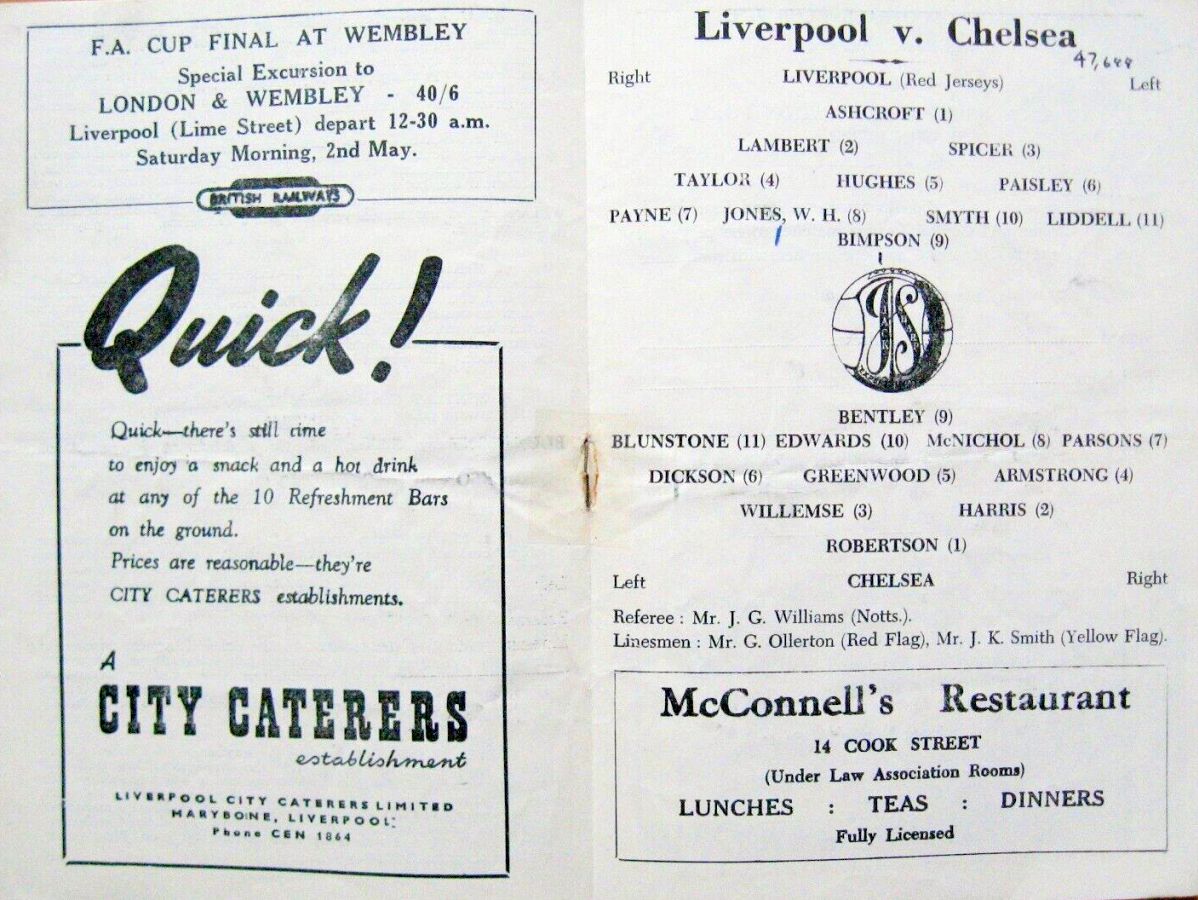 F.A. CUP FINAL AT WEMBLEY
Special Excursion to
LONDON & WEMBLEY - 40/6
Liverpool (Lime Street) depart 12-30 a.m.
Saturday Morning, 2nd May.
BRITISH RAILWAYS
Quick!
Quick—there's still time
to enjoy a snack and a hot drink
at any of the 10 Refreshment Bars
on the ground.
Prices are reasonable—they're
CITY CATERERS establishments.
A
CITY CATERERS
establishment
LIVERPOOL CITY CATERERS LIMITED
MARYBONE, LIVERPOOL
Phone CEN 1864
Liverpool v. Chelsea
47,644
Right LIVERPOOL (Red Jerseys) Left
ASHCROFT (1)
LAMBERT (2) SPICER (3)
TAYLOR (4) HUGHES (5) PAISLEY (6)
PAYNE (7) JONES, W. H. (8) SMYTH (10) LIDDELL (11)
BIMPSON (9)
JACK
BENTLEY (9)
BLUNSTONE (11) EDWARDS (10) McNICHOL (8) PARSONS (7)
DICKSON (6) GREENWOOD (5) ARMSTRONG (4)
WILLEMSE (3) HARRIS (2)
ROBERTSON (1)
Left CHELSEA Right
Referee : Mr. J. G. Williams (Notts.).
Linesmen : Mr. G. Ollerton (Red Flag), Mr. J. K. Smith (Yellow Flag).
McConnell's Restaurant
14 COOK STREET
(Under Law Association Rooms)
LUNCHES : TEAS : DINNERS
Fully Licensed